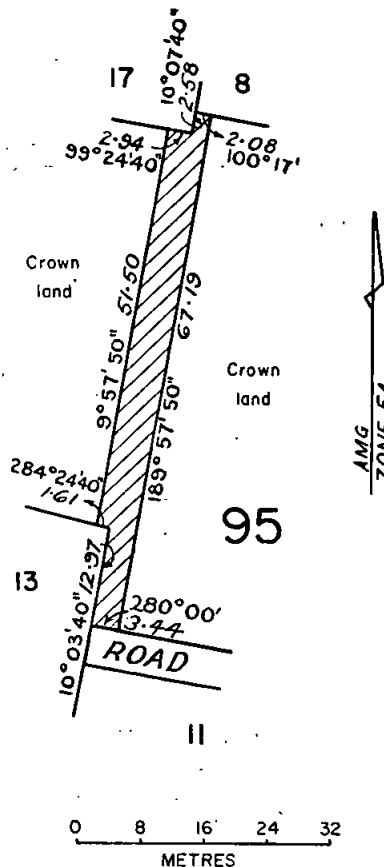 17
10°07'40"
2.58
8
2.94
99°24'40"
2.08
100°17'
Crown
land
9°57'50" 51.50
67.19
189°57'50"
Crown
land
AMG
ZONE 54
284°24'40"
1.61
95
13
10°03'40" 12.97
280°00'
3.44
ROAD
11
0 8 16 24 32
METRES